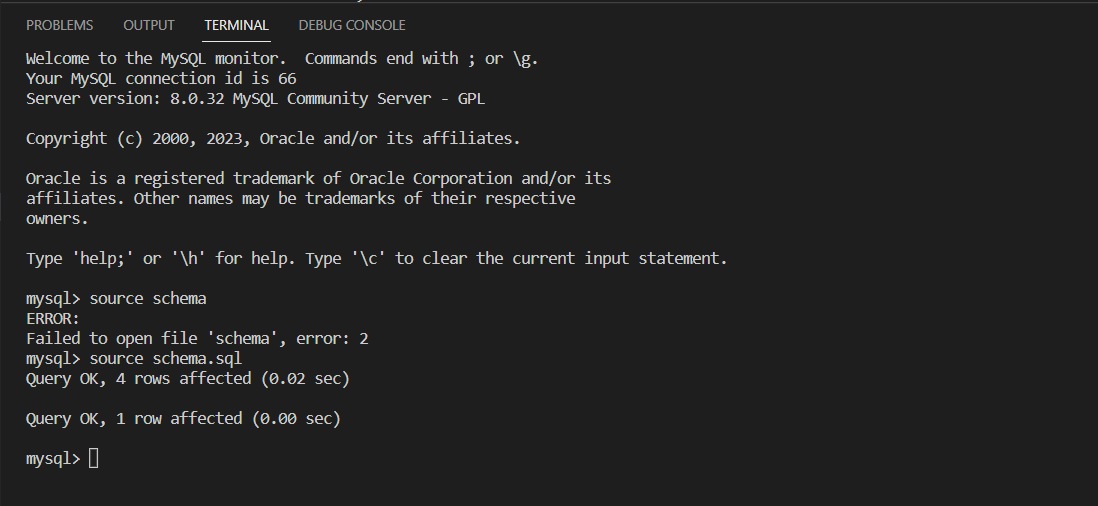 PROBLEMS OUTPUT TERMINAL DEBUG CONSOLE
Welcome to the MySQL monitor.  Commands end with ; or \g.
Your MySQL connection id is 66
Server version: 8.0.32 MySQL Community Server - GPL
Copyright (c) 2000, 2023, Oracle and/or its affiliates.
Oracle is a registered trademark of Oracle Corporation and/or its
affiliates. Other names may be trademarks of their respective
owners.
Type 'help;' or '\h' for help. Type '\c' to clear the current input statement.
mysql> source schema
ERROR:
Failed to open file 'schema', error: 2
mysql> source schema.sql
Query OK, 4 rows affected (0.02 sec)
Query OK, 1 row affected (0.00 sec)
mysql>